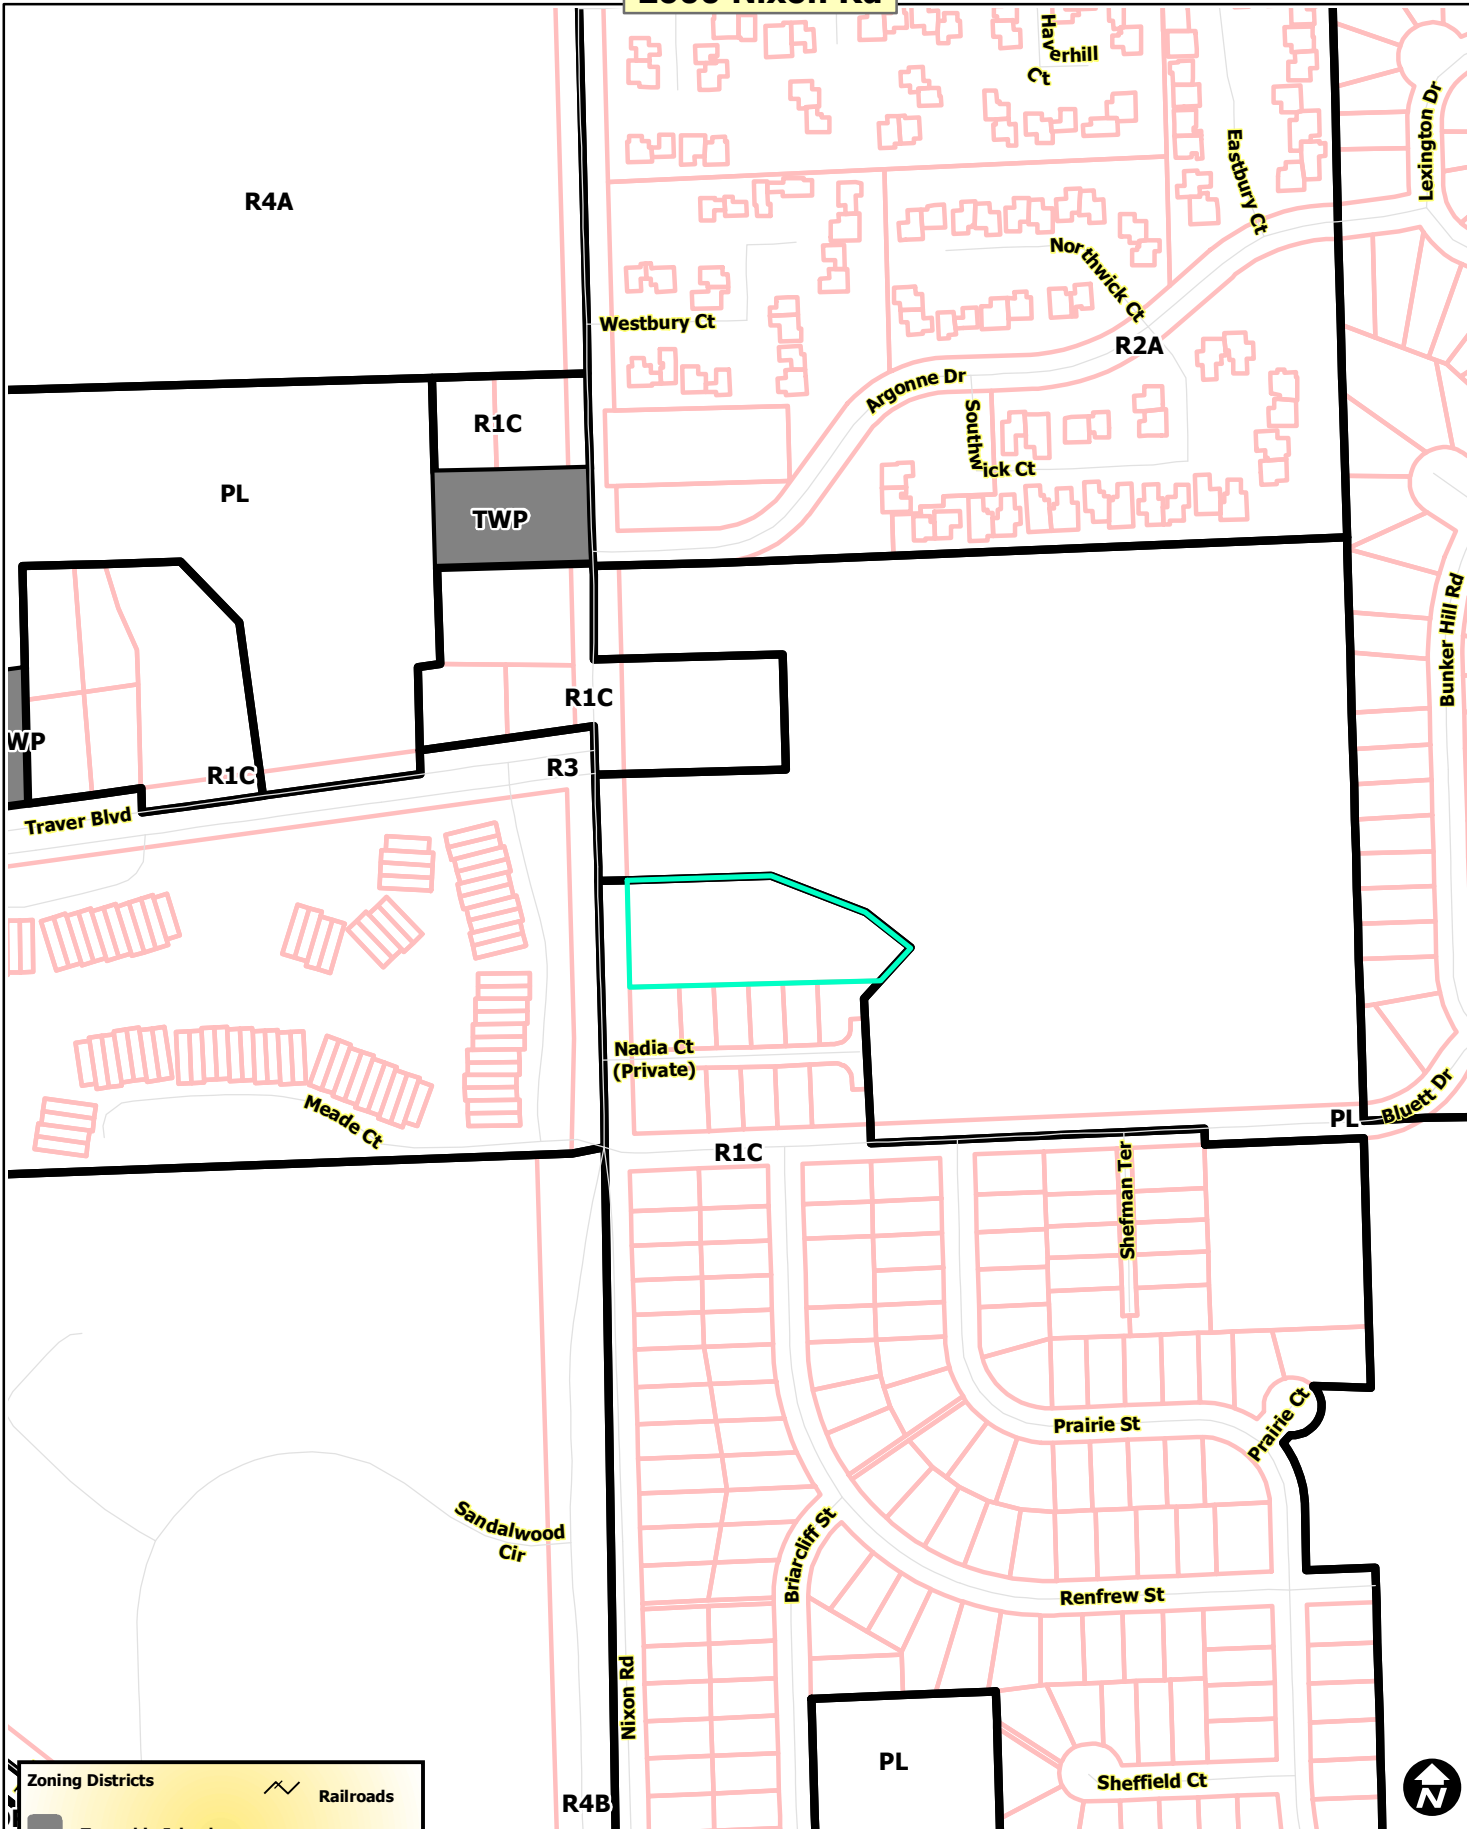 Haverhill
Ct
Lexington Dr
Eastbury Ct
R4A
Northwick Ct
Westbury Ct
R2A
Argonne Dr
R1C
Southwick Ct
PL
TWP
Bunker Hill Rd
R1C
WP
R3
R1C
Traver Blvd
Nadia Ct
(Private)
Meade Ct
Bluett Dr
PL
R1C
Shefman Ter
Prairie St
Prairie Ct
Sandalwood
Cir
Briarcliff St
Renfrew St
Nixon Rd
PL
Sheffield Ct
R4B
Zoning Districts
Railroads